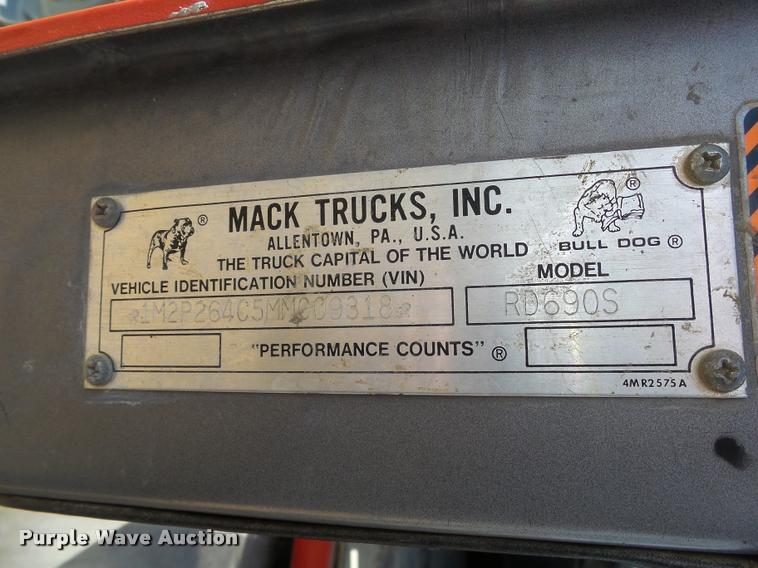 MACK TRUCKS, INC.
ALLENTOWN, PA., U.S.A.
THE TRUCK CAPITAL OF THE WORLD
BULL DOG ®
VEHICLE IDENTIFICATION NUMBER (VIN)
MODEL
1M2P264C5MM009318
RD690S
"PERFORMANCE COUNTS" ®
4MR2575A
Purple Wave Auction